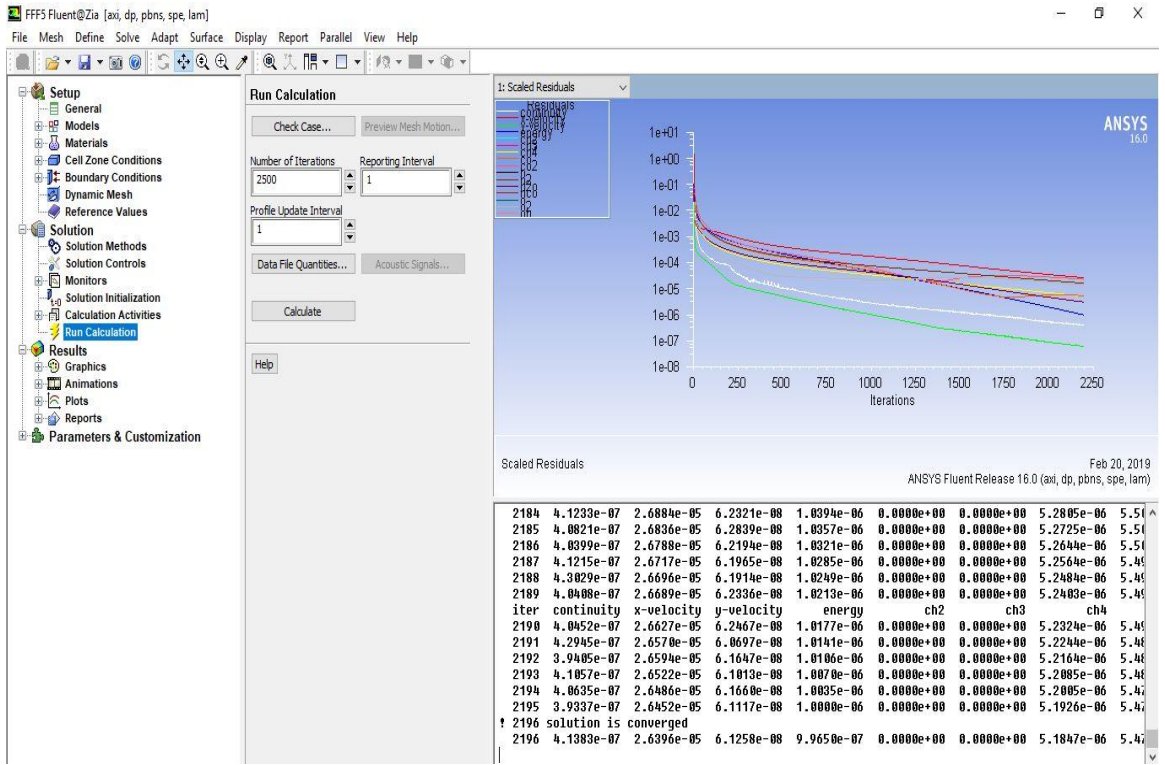 FFF5 Fluent@Zia [axi, dp, pbns, spe, lam]
File Mesh Define Solve Adapt Surface Display Report Parallel View Help
Setup
General
Models
Materials
Cell Zone Conditions
Boundary Conditions
Dynamic Mesh
Reference Values
Solution
Solution Methods
Solution Controls
Monitors
Solution Initialization
Calculation Activities
Run Calculation
Results
Graphics
Animations
Plots
Reports
Parameters & Customization
Run Calculation
Check Case... Preview Mesh Motion...
Number of Iterations Reporting Interval
2500 1
Profile Update Interval
1
Data File Quantities... Acoustic Signals...
Calculate
Help
1: Scaled Residuals
Residuals
continuity
x-velocity
y-velocity
energy
ch4
co2
ANSYS
16.0
1e+01
1e+00
1e-01
1e-02
1e-03
1e-04
1e-05
1e-06
1e-07
1e-08
0 250 500 750 1000 1250 1500 1750 2000 2250
Iterations
Scaled Residuals Feb 20, 2019
ANSYS Fluent Release 16.0 (axi, dp, pbns, spe, lam)
2184 4.1233e-07 2.6884e-05 6.2321e-08 1.0394e-06 0.0000e+00 0.0000e+00 5.2805e-06
2185 4.0821e-07 2.6836e-05 6.2839e-08 1.0357e-06 0.0000e+00 0.0000e+00 5.2725e-06
2186 4.0399e-07 2.6788e-05 6.2194e-08 1.0321e-06 0.0000e+00 0.0000e+00 5.2644e-06
2187 4.1215e-07 2.6717e-05 6.1965e-08 1.0285e-06 0.0000e+00 0.0000e+00 5.2564e-06
2188 4.3029e-07 2.6696e-05 6.1914e-08 1.0249e-06 0.0000e+00 0.0000e+00 5.2484e-06
2189 4.0408e-07 2.6689e-05 6.2336e-08 1.0213e-06 0.0000e+00 0.0000e+00 5.2403e-06
iter continuity x-velocity y-velocity energy ch2 ch3 ch4
2190 4.0452e-07 2.6627e-05 6.2467e-08 1.0177e-06 0.0000e+00 0.0000e+00 5.2324e-06
2191 4.2945e-07 2.6570e-05 6.0697e-08 1.0141e-06 0.0000e+00 0.0000e+00 5.2244e-06
2192 3.9405e-07 2.6594e-05 6.1647e-08 1.0106e-06 0.0000e+00 0.0000e+00 5.2164e-06
2193 4.1057e-07 2.6522e-05 6.1013e-08 1.0070e-06 0.0000e+00 0.0000e+00 5.2085e-06
2194 4.0635e-07 2.6486e-05 6.1660e-08 1.0035e-06 0.0000e+00 0.0000e+00 5.2005e-06
2195 3.9337e-07 2.6452e-05 6.1117e-08 1.0000e-06 0.0000e+00 0.0000e+00 5.1926e-06
! 2196 solution is converged
2196 4.1383e-07 2.6396e-05 6.1258e-08 9.9650e-07 0.0000e+00 0.0000e+00 5.1847e-06